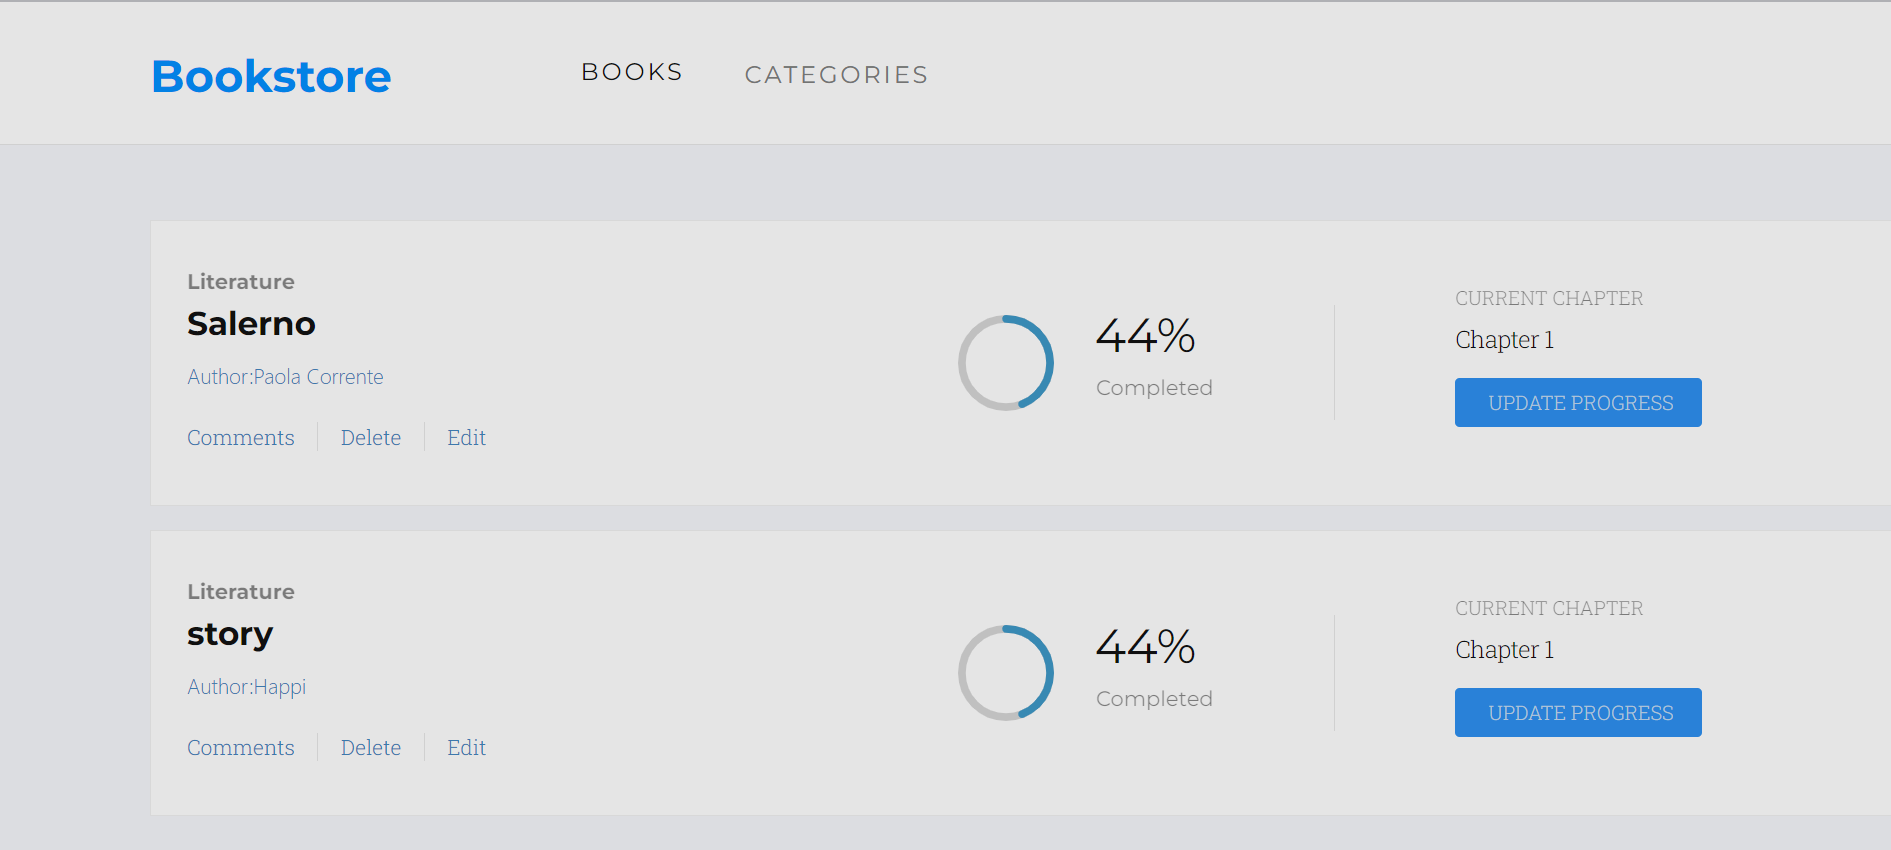 Bookstore
BOOKS
CATEGORIES
Literature
Salerno
Author:Paola Corrente
Comments
Delete
Edit
44%
Completed
CURRENT CHAPTER
Chapter 1
UPDATE PROGRESS
Literature
story
Author:Happi
Comments
Delete
Edit
44%
Completed
CURRENT CHAPTER
Chapter 1
UPDATE PROGRESS